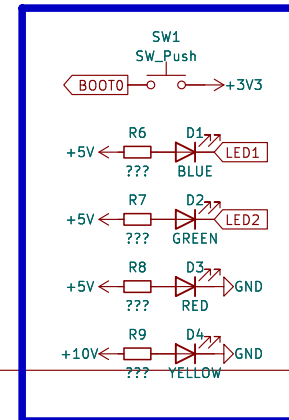 SW1
SW_Push
BOOT0 +3V3
R6 D1
+5V LED1
??? BLUE
R7 D2
+5V LED2
??? GREEN
R8 D3
+5V GND
??? RED
R9 D4
+10V GND
??? YELLOW